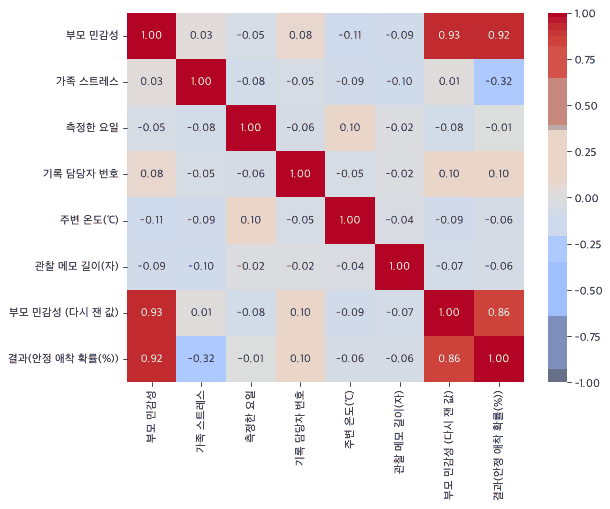 부모 민감성 1.00 0.03 -0.05 0.08 -0.11 -0.09 0.93 0.92
가족 스트레스 0.03 1.00 -0.08 -0.05 -0.09 -0.10 0.01 -0.32
측정한 요일 -0.05 -0.08 1.00 -0.06 0.10 -0.02 -0.08 -0.01
기록 담당자 번호 0.08 -0.05 -0.06 1.00 -0.05 -0.02 0.10 0.10
주변 온도(℃) -0.11 -0.09 0.10 -0.05 1.00 -0.04 -0.09 -0.06
관찰 메모 길이(자) -0.09 -0.10 -0.02 -0.02 -0.04 1.00 -0.07 -0.06
부모 민감성 (다시 잰 값) 0.93 0.01 -0.08 0.10 -0.09 -0.07 1.00 0.86
결과(안정 애착 확률(%)) 0.92 -0.32 -0.01 0.10 -0.06 -0.06 0.86 1.00
부모 민감성
가족 스트레스
측정한 요일
기록 담당자 번호
주변 온도(℃)
관찰 메모 길이(자)
부모 민감성 (다시 잰 값)
결과(안정 애착 확률(%))
1.00
0.75
0.50
0.25
0.00
-0.25
-0.50
-0.75
-1.00